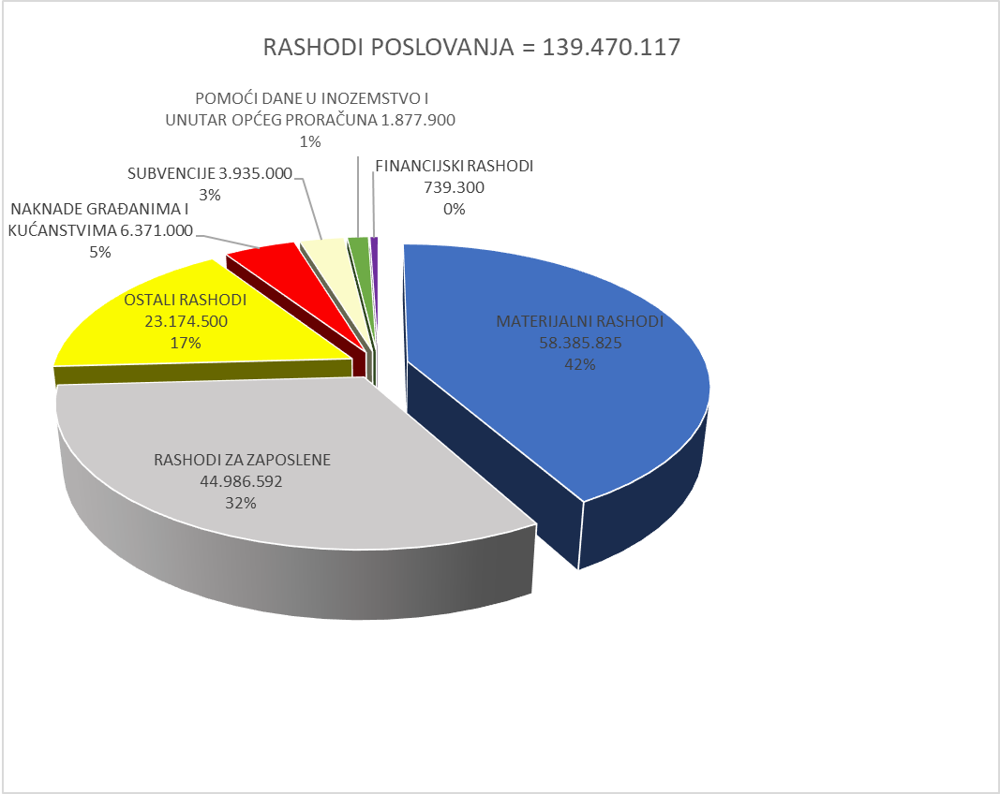 RASHODI POSLOVANJA = 139.470.117
POMOĆI DANE U INOZEMSTVO I
UNUTAR OPĆEG PRORAČUNA 1.877.900
1%
FINANCIJSKI RASHODI
739.300
0%
SUBVENCIJE 3.935.000
3%
NAKNADE GRAĐANIMA I
KUĆANSTVIMA 6.371.000
5%
OSTALI RASHODI
23.174.500
17%
MATERIJALNI RASHODI
58.385.825
42%
RASHODI ZA ZAPOSLENE
44.986.592
32%